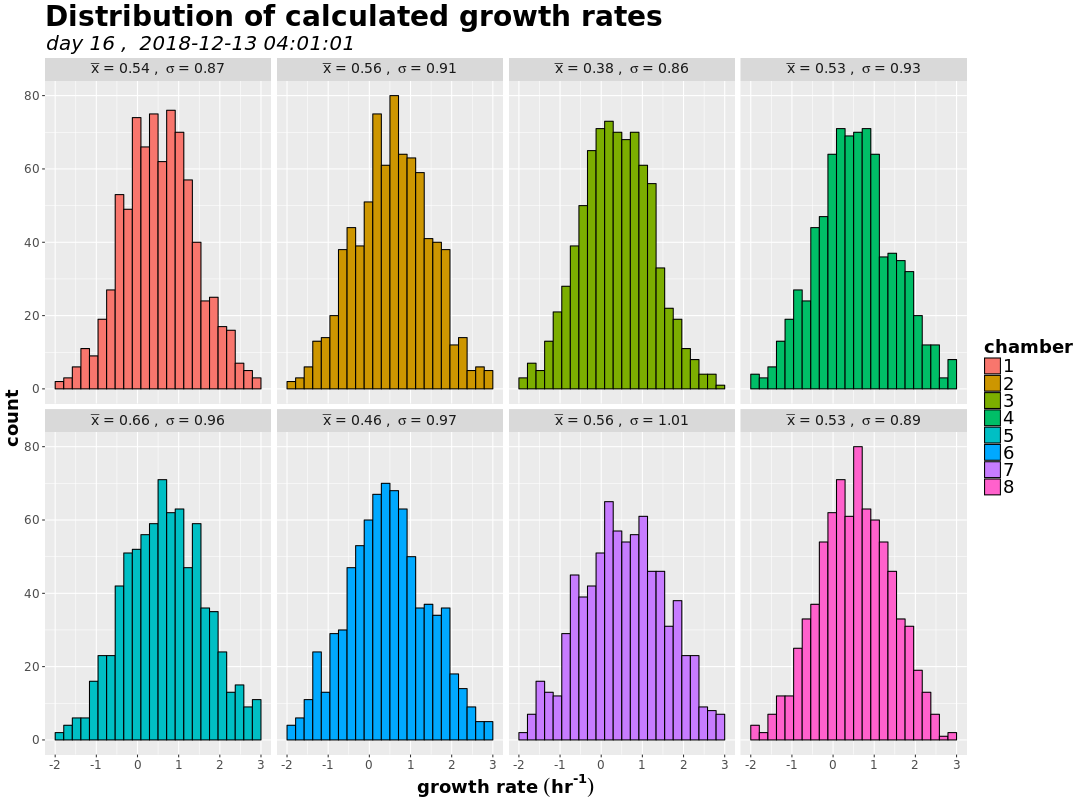 Distribution of calculated growth rates
day 16 ,  2018-12-13 04:01:01
x̅ = 0.54 ,  σ = 0.87
x̅ = 0.56 ,  σ = 0.91
x̅ = 0.38 ,  σ = 0.86
x̅ = 0.53 ,  σ = 0.93
80
60
40
20
0
count
x̅ = 0.66 ,  σ = 0.96
x̅ = 0.46 ,  σ = 0.97
x̅ = 0.56 ,  σ = 1.01
x̅ = 0.53 ,  σ = 0.89
80
60
40
20
0
-2 -1 0 1 2 3
-2 -1 0 1 2 3
-2 -1 0 1 2 3
-2 -1 0 1 2 3
growth rate (hr⁻¹)
chamber
1
2
3
4
5
6
7
8